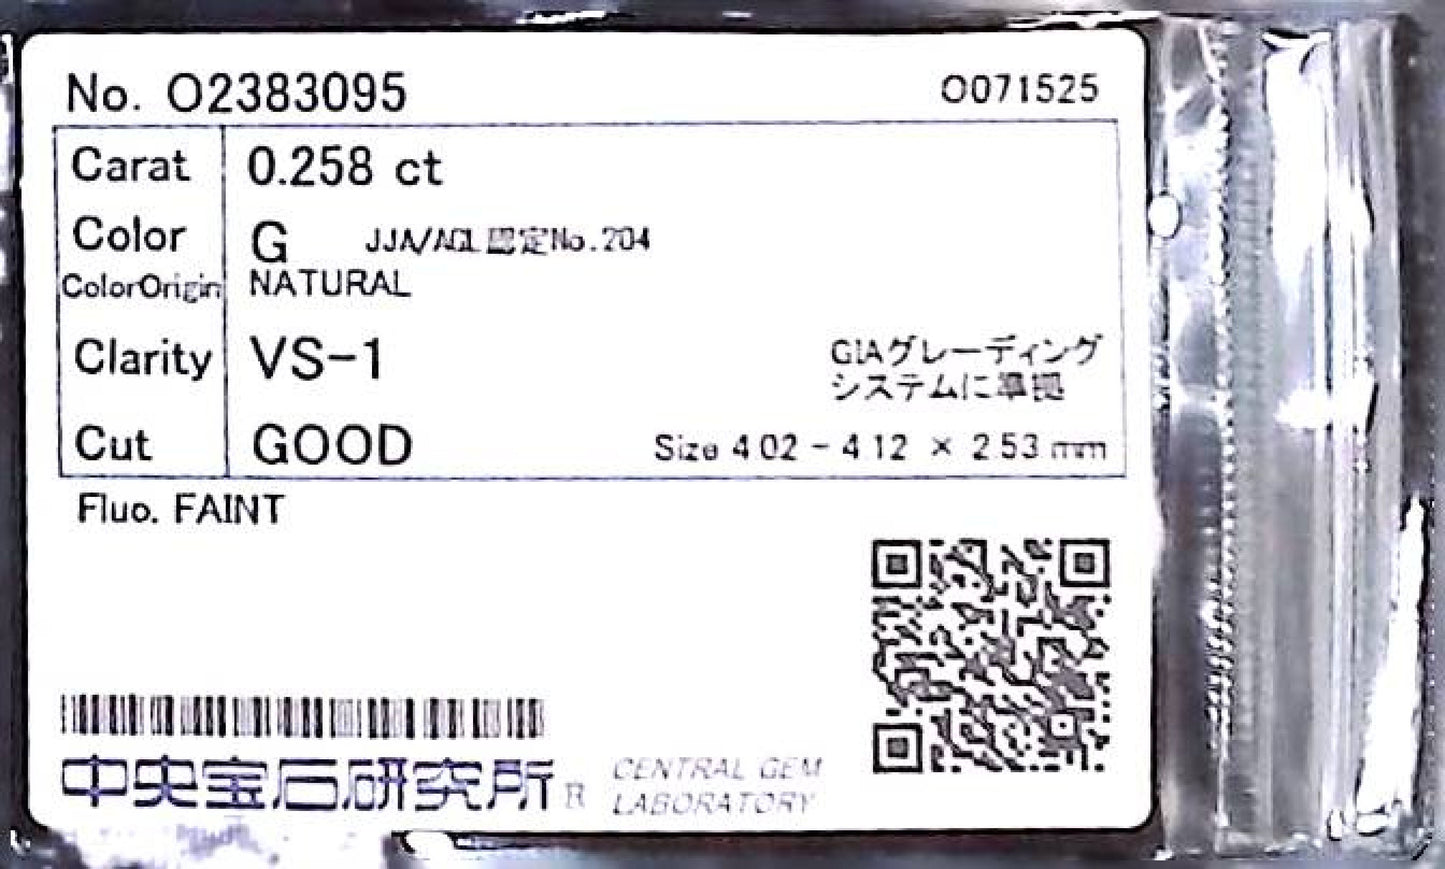 No. O2383095 O071525
Carat 0.258 ct
Color G JJA/AGL認定No.204
ColorOrigin NATURAL
Clarity VS-1
GIAグレーディング
システムに準拠
Cut GOOD Size 4.02 - 4.12 × 2.53 mm
Fluo. FAINT
中央宝石研究所® CENTRAL GEM
LABORATORY